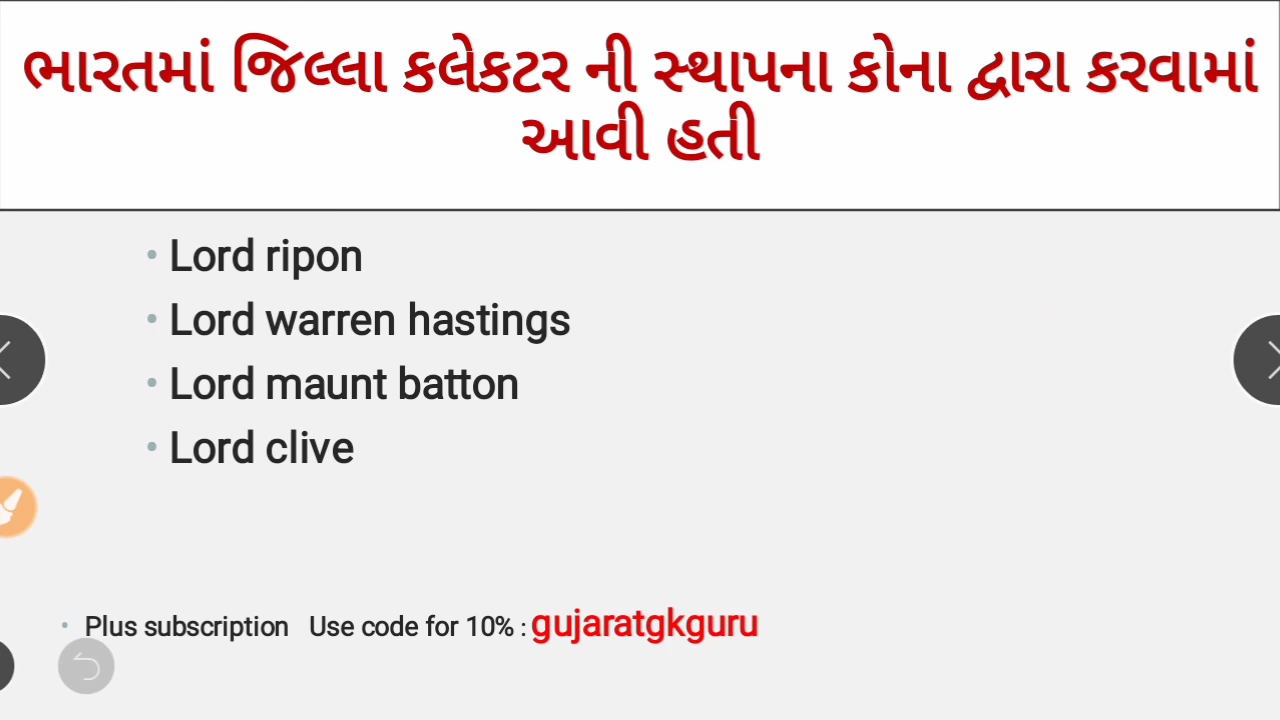 ભારતમાં જિલ્લા કલેકટર ની સ્થાપના કોના દ્વારા કરવામાં
આવી હતી
• Lord ripon
• Lord warren hastings
• Lord maunt batton
• Lord clive
• Plus subscription Use code for 10% : gujaratgkguru